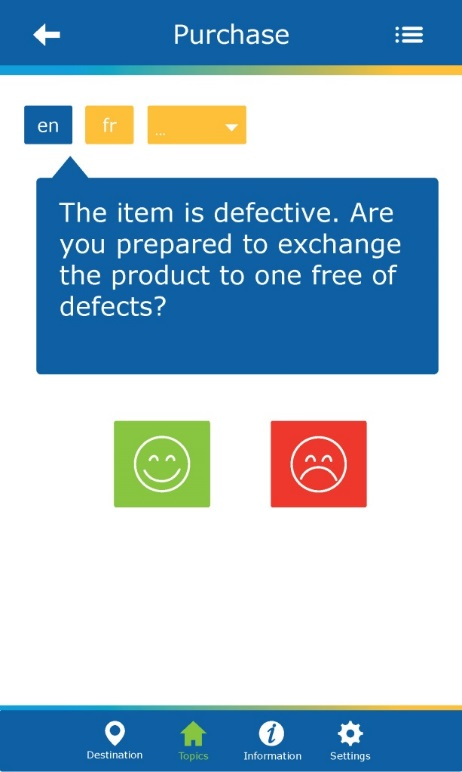 Purchase
en
fr
...
The item is defective. Are
you prepared to exchange
the product to one free of
defects?
Destination
Topics
Information
Settings